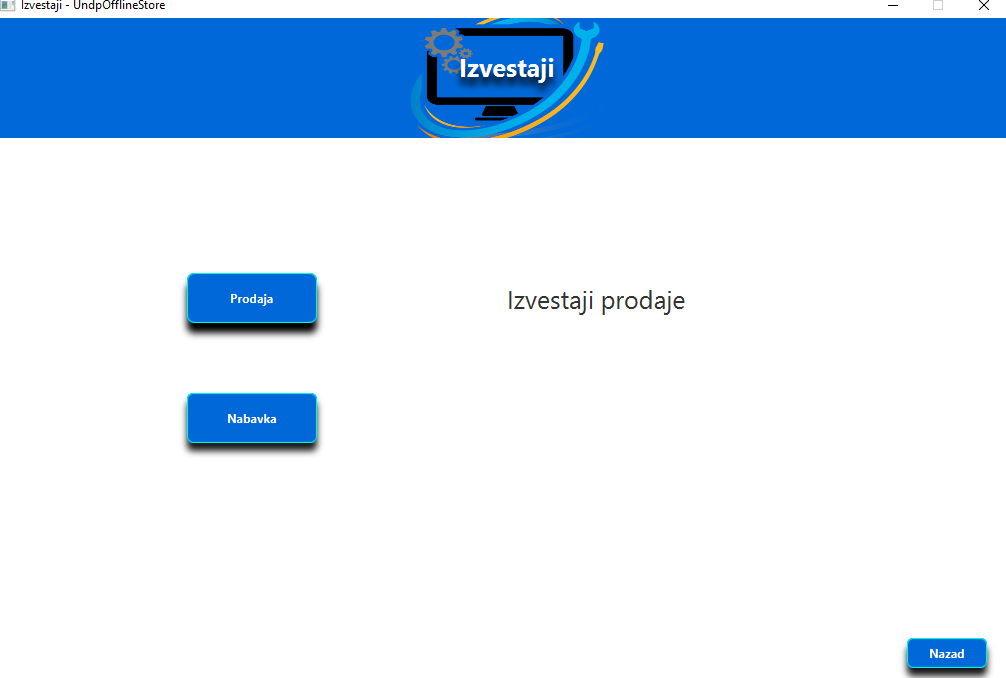 Izvestaji - UndpOfflineStore
Izvestaji
Prodaja
Izvestaji prodaje
Nabavka
Nazad